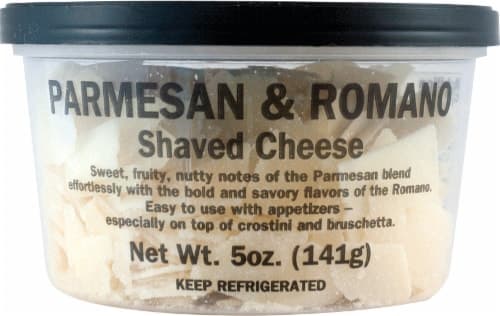 PARMESAN & ROMANO
Shaved Cheese
Sweet, fruity, nutty notes of the Parmesan blend
effortlessly with the bold and savory flavors of the Romano.
Easy to use with appetizers –
especially on top of crostini and bruschetta.
Net Wt. 5oz. (141g)
KEEP REFRIGERATED